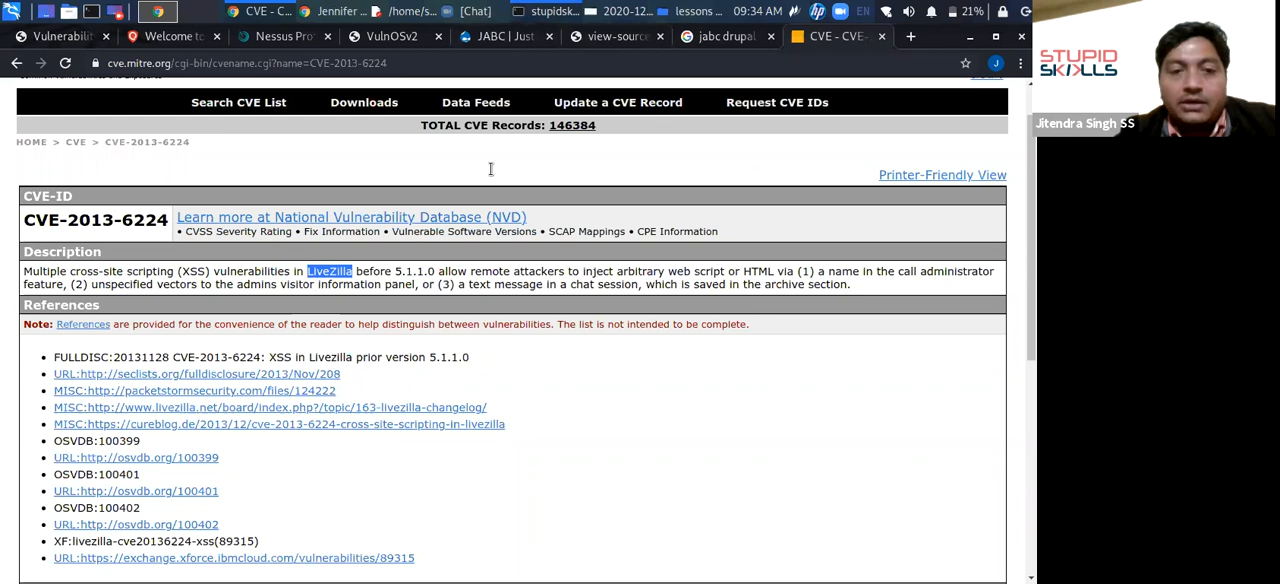 CVE - C...
Jennifer ...
/home/s...
[Chat]
stupidsk...
2020-12...
lessons ...
09:34 AM
hp
EN
21%
Vulnerabilit
Welcome to
Nessus Pro
VulnOSv2
JABC | Just
view-source
jabc drupal
CVE - CVE-
cve.mitre.org/cgi-bin/cvename.cgi?name=CVE-2013-6224
J
Search CVE List
Downloads
Data Feeds
Update a CVE Record
Request CVE IDs
TOTAL CVE Records: 146384
HOME > CVE > CVE-2013-6224
Printer-Friendly View
CVE-ID
CVE-2013-6224
Learn more at National Vulnerability Database (NVD)
• CVSS Severity Rating • Fix Information • Vulnerable Software Versions • SCAP Mappings • CPE Information
Description
Multiple cross-site scripting (XSS) vulnerabilities in LiveZilla before 5.1.1.0 allow remote attackers to inject arbitrary web script or HTML via (1) a name in the call administrator
feature, (2) unspecified vectors to the admins visitor information panel, or (3) a text message in a chat session, which is saved in the archive section.
References
Note: References are provided for the convenience of the reader to help distinguish between vulnerabilities. The list is not intended to be complete.
• FULLDISC:20131128 CVE-2013-6224: XSS in Livezilla prior version 5.1.1.0
• URL:http://seclists.org/fulldisclosure/2013/Nov/208
• MISC:http://packetstormsecurity.com/files/124222
• MISC:http://www.livezilla.net/board/index.php?/topic/163-livezilla-changelog/
• MISC:https://cureblog.de/2013/12/cve-2013-6224-cross-site-scripting-in-livezilla
• OSVDB:100399
• URL:http://osvdb.org/100399
• OSVDB:100401
• URL:http://osvdb.org/100401
• OSVDB:100402
• URL:http://osvdb.org/100402
• XF:livezilla-cve20136224-xss(89315)
• URL:https://exchange.xforce.ibmcloud.com/vulnerabilities/89315
STUPID
SKILLS
Jitendra Singh SS